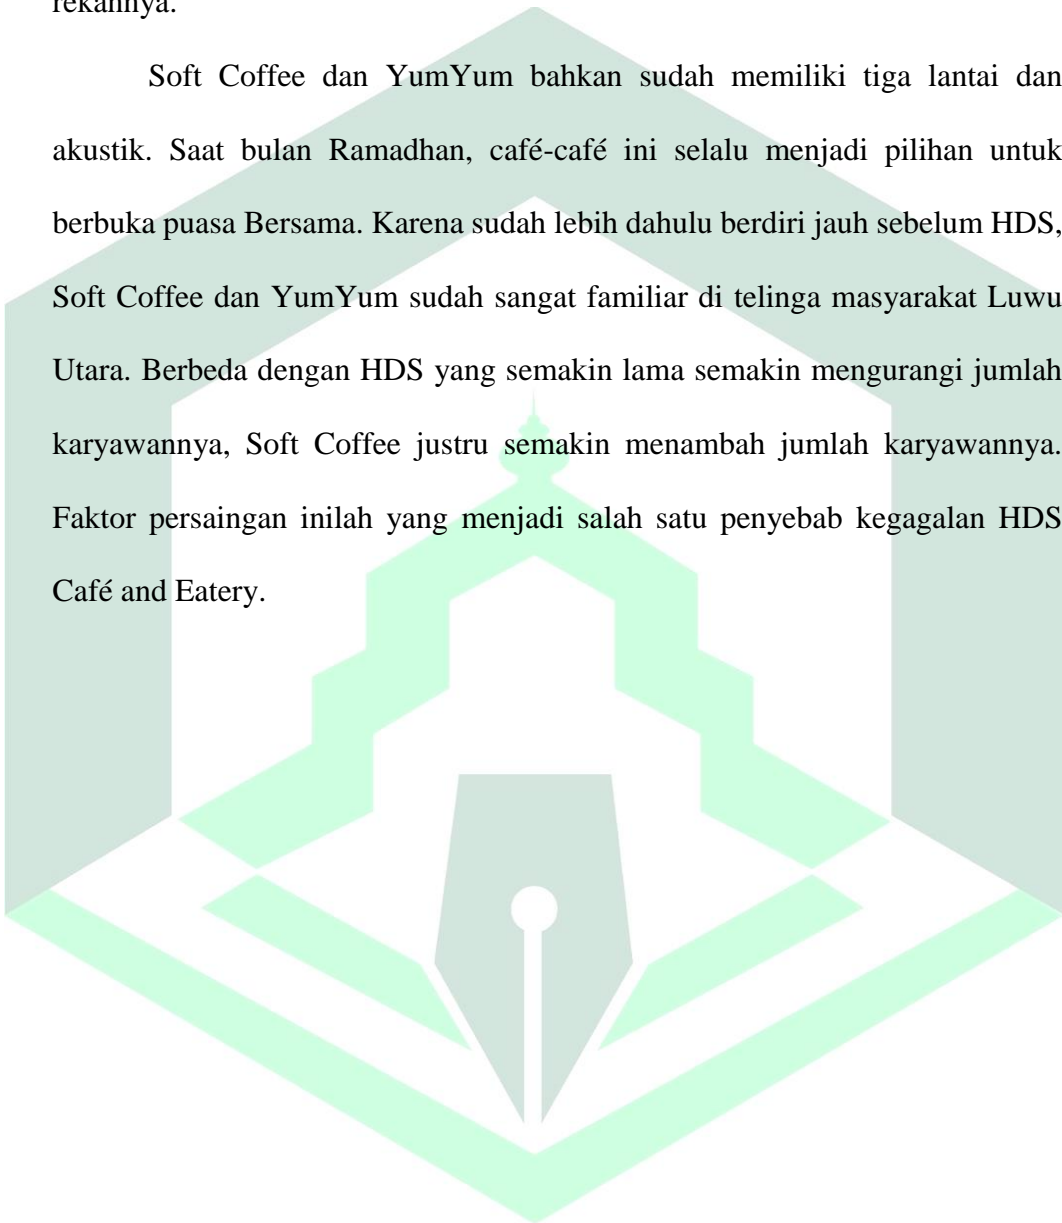 rekannya.
Soft Coffee dan YumYum bahkan sudah memiliki tiga lantai dan
akustik. Saat bulan Ramadhan, café-café ini selalu menjadi pilihan untuk
berbuka puasa Bersama. Karena sudah lebih dahulu berdiri jauh sebelum HDS,
Soft Coffee dan YumYum sudah sangat familiar di telinga masyarakat Luwu
Utara. Berbeda dengan HDS yang semakin lama semakin mengurangi jumlah
karyawannya, Soft Coffee justru semakin menambah jumlah karyawannya.
Faktor persaingan inilah yang menjadi salah satu penyebab kegagalan HDS
Café and Eatery.